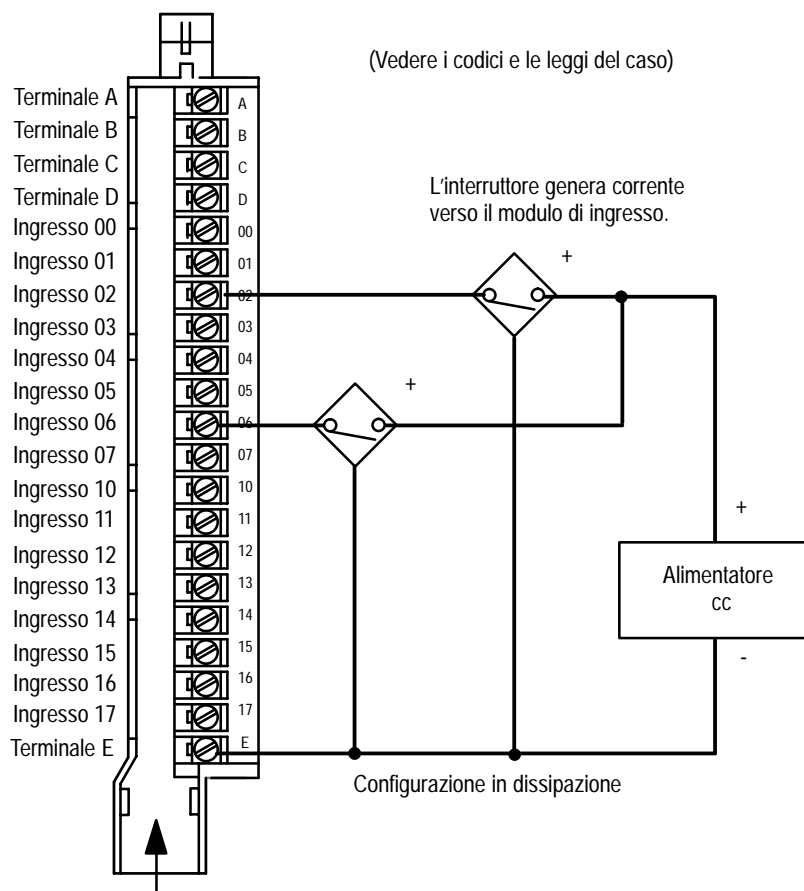 (Vedere i codici e le leggi del caso)
Terminale A
A
Terminale B
B
Terminale C
C
Terminale D
D
L'interruttore genera corrente
verso il modulo di ingresso.
Ingresso 00
00
Ingresso 01
01
+
Ingresso 02
02
Ingresso 03
03
Ingresso 04
04
Ingresso 05
05
+
Ingresso 06
06
Ingresso 07
07
Ingresso 10
10
+
Ingresso 11
11
Ingresso 12
12
Ingresso 13
13
Alimentatore
cc
Ingresso 14
14
Ingresso 15
15
-
Ingresso 16
16
Ingresso 17
17
Terminale E
E
Configurazione in dissipazione